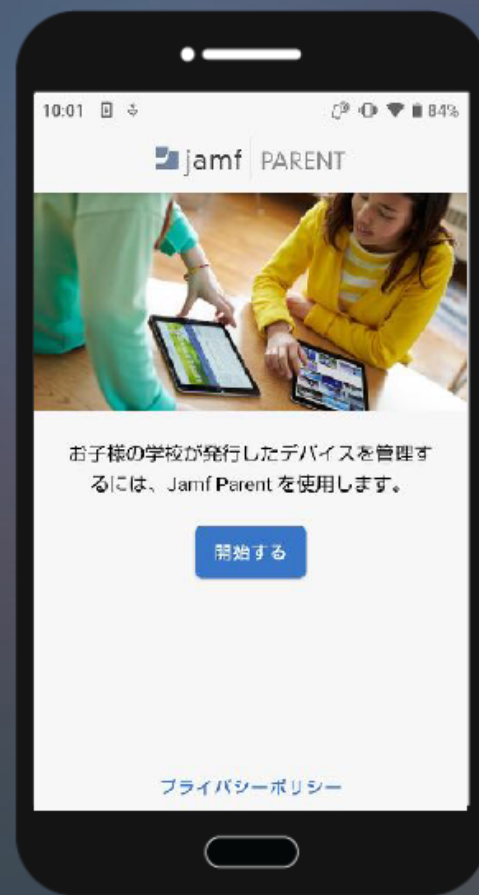 10:01
84%
jamf PARENT
お子様の学校が発行したデバイスを管理す
るには、Jamf Parent を使用します。
開始する
プライバシーポリシー